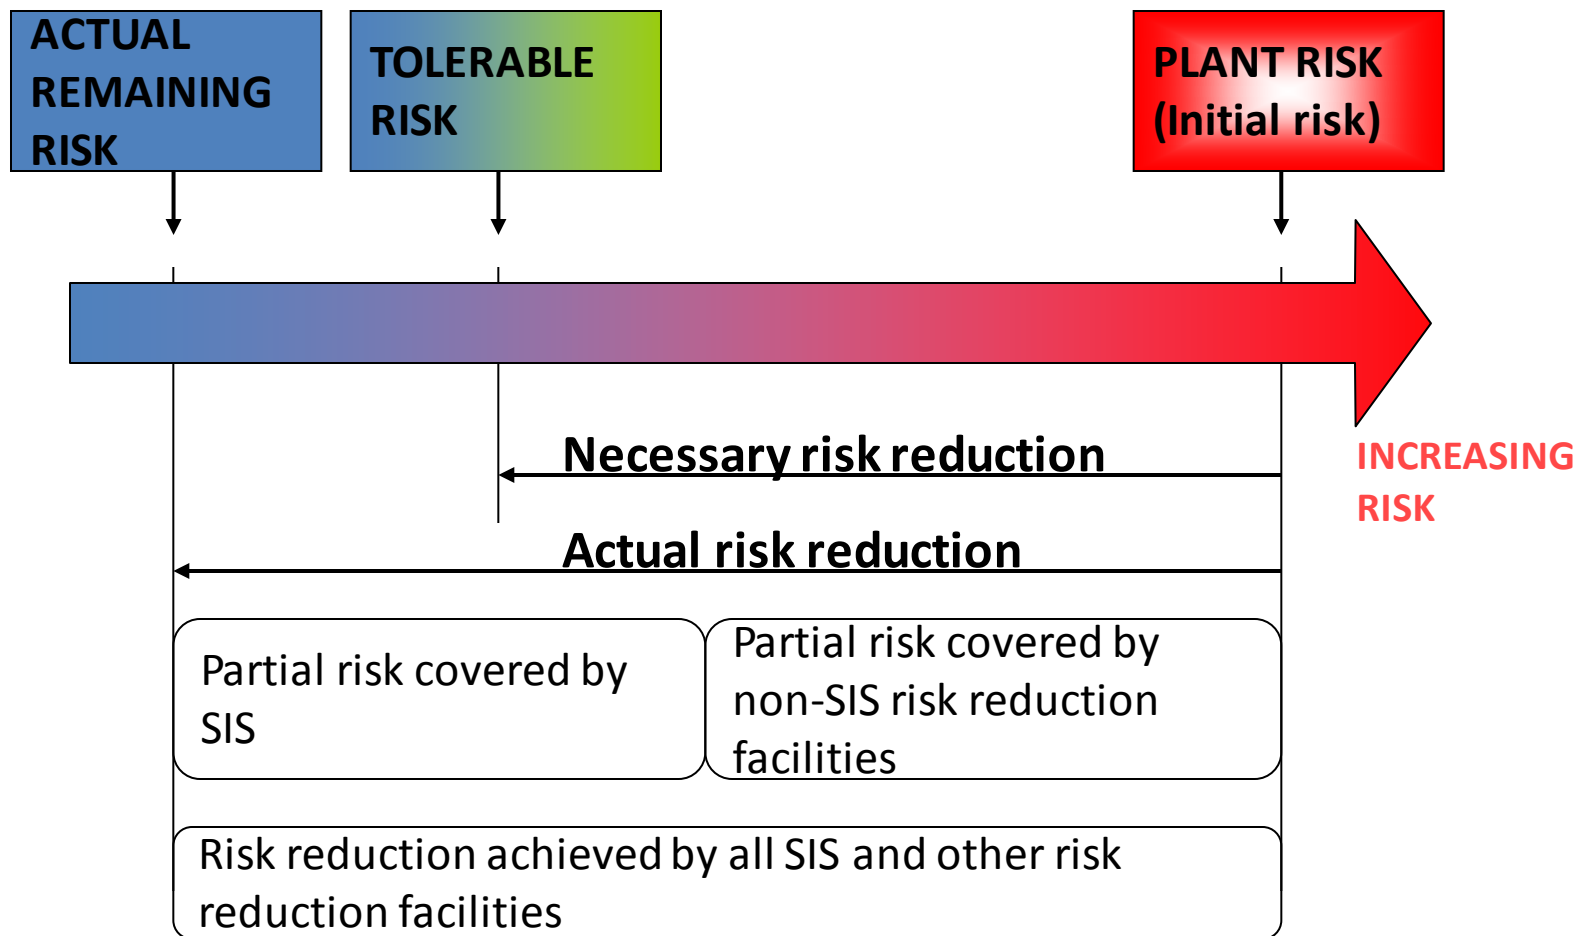 ACTUAL
REMAINING
RISK
TOLERABLE
RISK
PLANT RISK
(Initial risk)
Necessary risk reduction
INCREASING
RISK
Actual risk reduction
Partial risk covered by
SIS
Partial risk covered by
non-SIS risk reduction
facilities
Risk reduction achieved by all SIS and other risk
reduction facilities